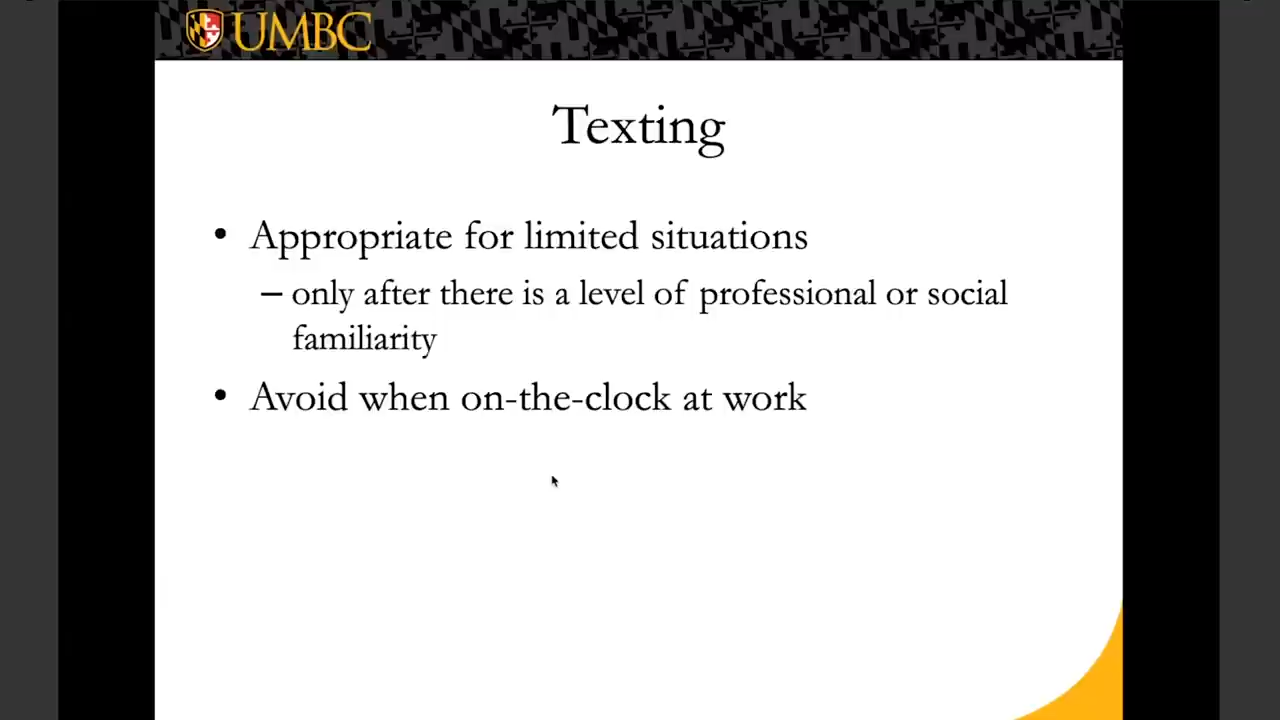 UMBC
Texting
• Appropriate for limited situations
– only after there is a level of professional or social
familiarity
• Avoid when on-the-clock at work